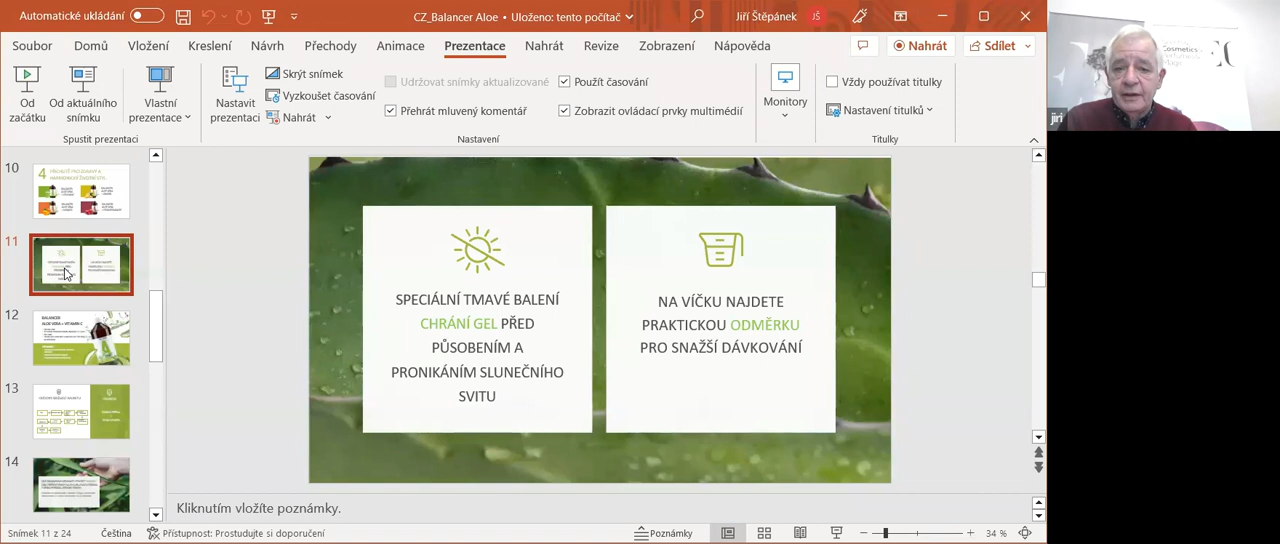 Automatické ukládání
CZ_Balancer Aloe • Uloženo: tento počítač
Jiří Štěpánek
JŠ
Soubor Domů Vložení Kreslení Návrh Přechody Animace Prezentace Nahrát Revize Zobrazení Nápověda
Nahrát
Sdílet
Od začátku
Od aktuálního snímku
Vlastní prezentace
Spustit prezentaci
Nastavit prezentaci
Skrýt snímek
Vyzkoušet časování
Nahrát
Udržovat snímky aktualizované
Přehrát mluvený komentář
Použít časování
Zobrazit ovládací prvky multimédií
Nastavení
Monitory
Vždy používat titulky
Nastavení titulků
Titulky
10
11
12
BALANCER
13
14
SPECIÁLNÍ TMAVÉ BALENÍ
CHRÁNÍ GEL PŘED
PŮSOBENÍM A
PRONIKÁNÍM SLUNEČNÍHO
SVITU
NA VÍČKU NAJDETE
PRAKTICKOU ODMĚRKU
PRO SNAŽŠÍ DÁVKOVÁNÍ
Kliknutím vložíte poznámky.
Snímek 11 z 24
Čeština
Přístupnost: Prostudujte si doporučení
Poznámky
34 %
jiri
Cosmetics